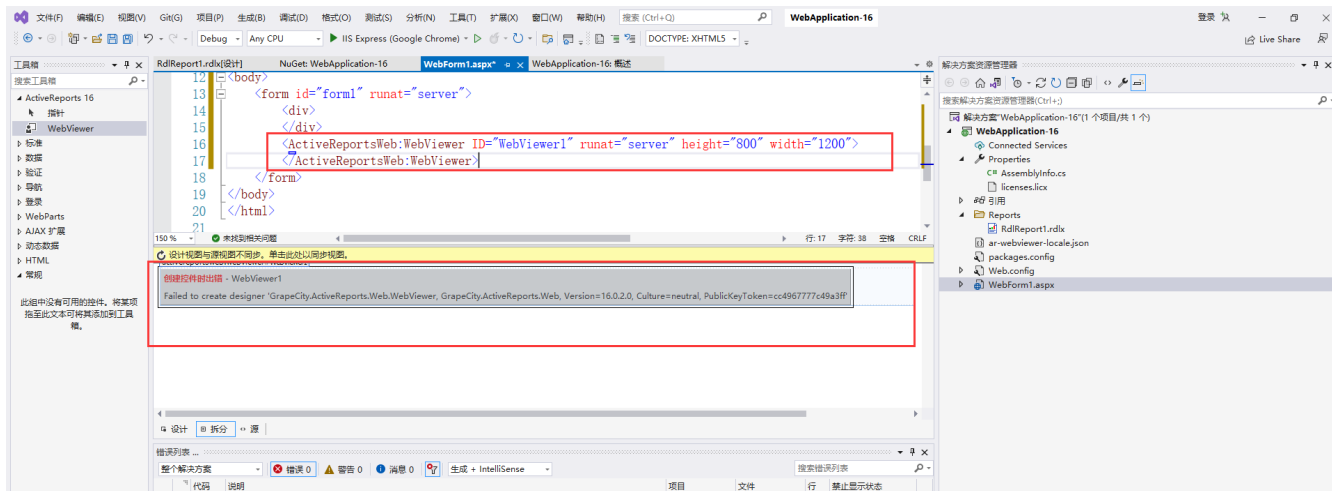 文件(F) 编辑(E) 视图(V) Git(G) 项目(P) 生成(B) 调试(D) 格式(O) 测试(S) 分析(N) 工具(T) 扩展(X) 窗口(W) 帮助(H) 搜索 (Ctrl+Q) WebApplication-16 登录
Debug Any CPU IIS Express (Google Chrome) DOCTYPE: XHTML5 Live Share
工具箱
搜索工具箱
ActiveReports 16
指针
WebViewer
标准
数据
验证
导航
登录
WebParts
AJAX 扩展
动态数据
HTML
常规
此组中没有可用的控件。将某项
拖至此文本可将其添加到工具
箱。
RdlReport1.rdlx[设计] NuGet: WebApplication-16 WebForm1.aspx* WebApplication-16: 概述
12 <body>
13 <form id="form1" runat="server">
14 <div>
15 </div>
16 <ActiveReportsWeb:WebViewer ID="WebViewer1" runat="server" height="800" width="1200">
17 </ActiveReportsWeb:WebViewer>
18 </form>
19 </body>
20 </html>
21
150 % 未找到相关问题 行: 17 字符: 38 空格 CRLF
设计视图与源视图不同步。单击此处以同步视图。
创建控件时出错 - WebViewer1
Failed to create designer 'GrapeCity.ActiveReports.Web.WebViewer, GrapeCity.ActiveReports.Web, Version=16.0.2.0, Culture=neutral, PublicKeyToken=cc4967777c49a3ff'
设计 拆分 源
错误列表 ...
整个解决方案 错误 0 警告 0 消息 0 生成 + IntelliSense 搜索错误列表
代码 说明 项目 文件 行 禁止显示状态
解决方案资源管理器
搜索解决方案资源管理器(Ctrl+;)
解决方案"WebApplication-16"(1 个项目/共 1 个)
WebApplication-16
Connected Services
Properties
AssemblyInfo.cs
licenses.licx
引用
Reports
RdlReport1.rdlx
ar-webviewer-locale.json
packages.config
Web.config
WebForm1.aspx